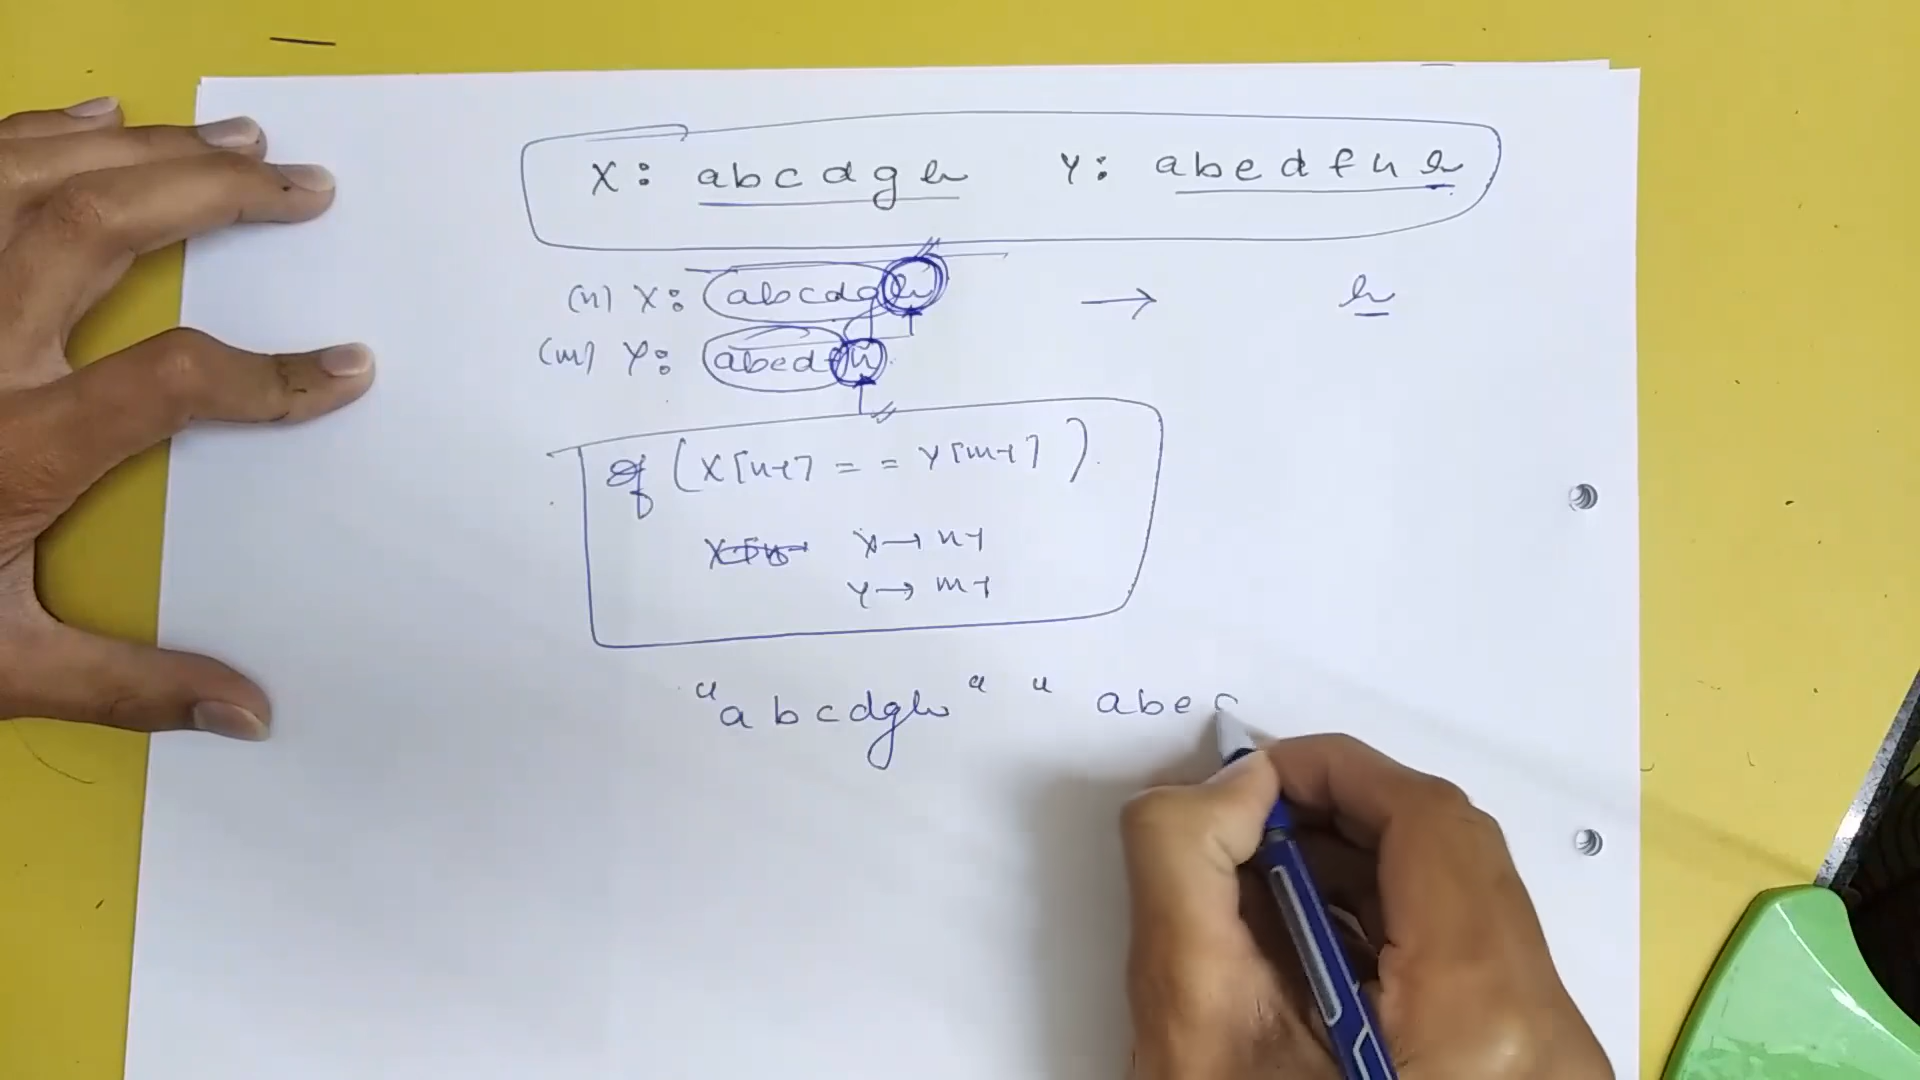 X: abcdgh Y: abedfhr
(n) X: abcdgh → h
(m) Y: abedfh
if (X[n-1] == Y[m-1])
X → n-1
Y → m-1
"abcdgh" " abe